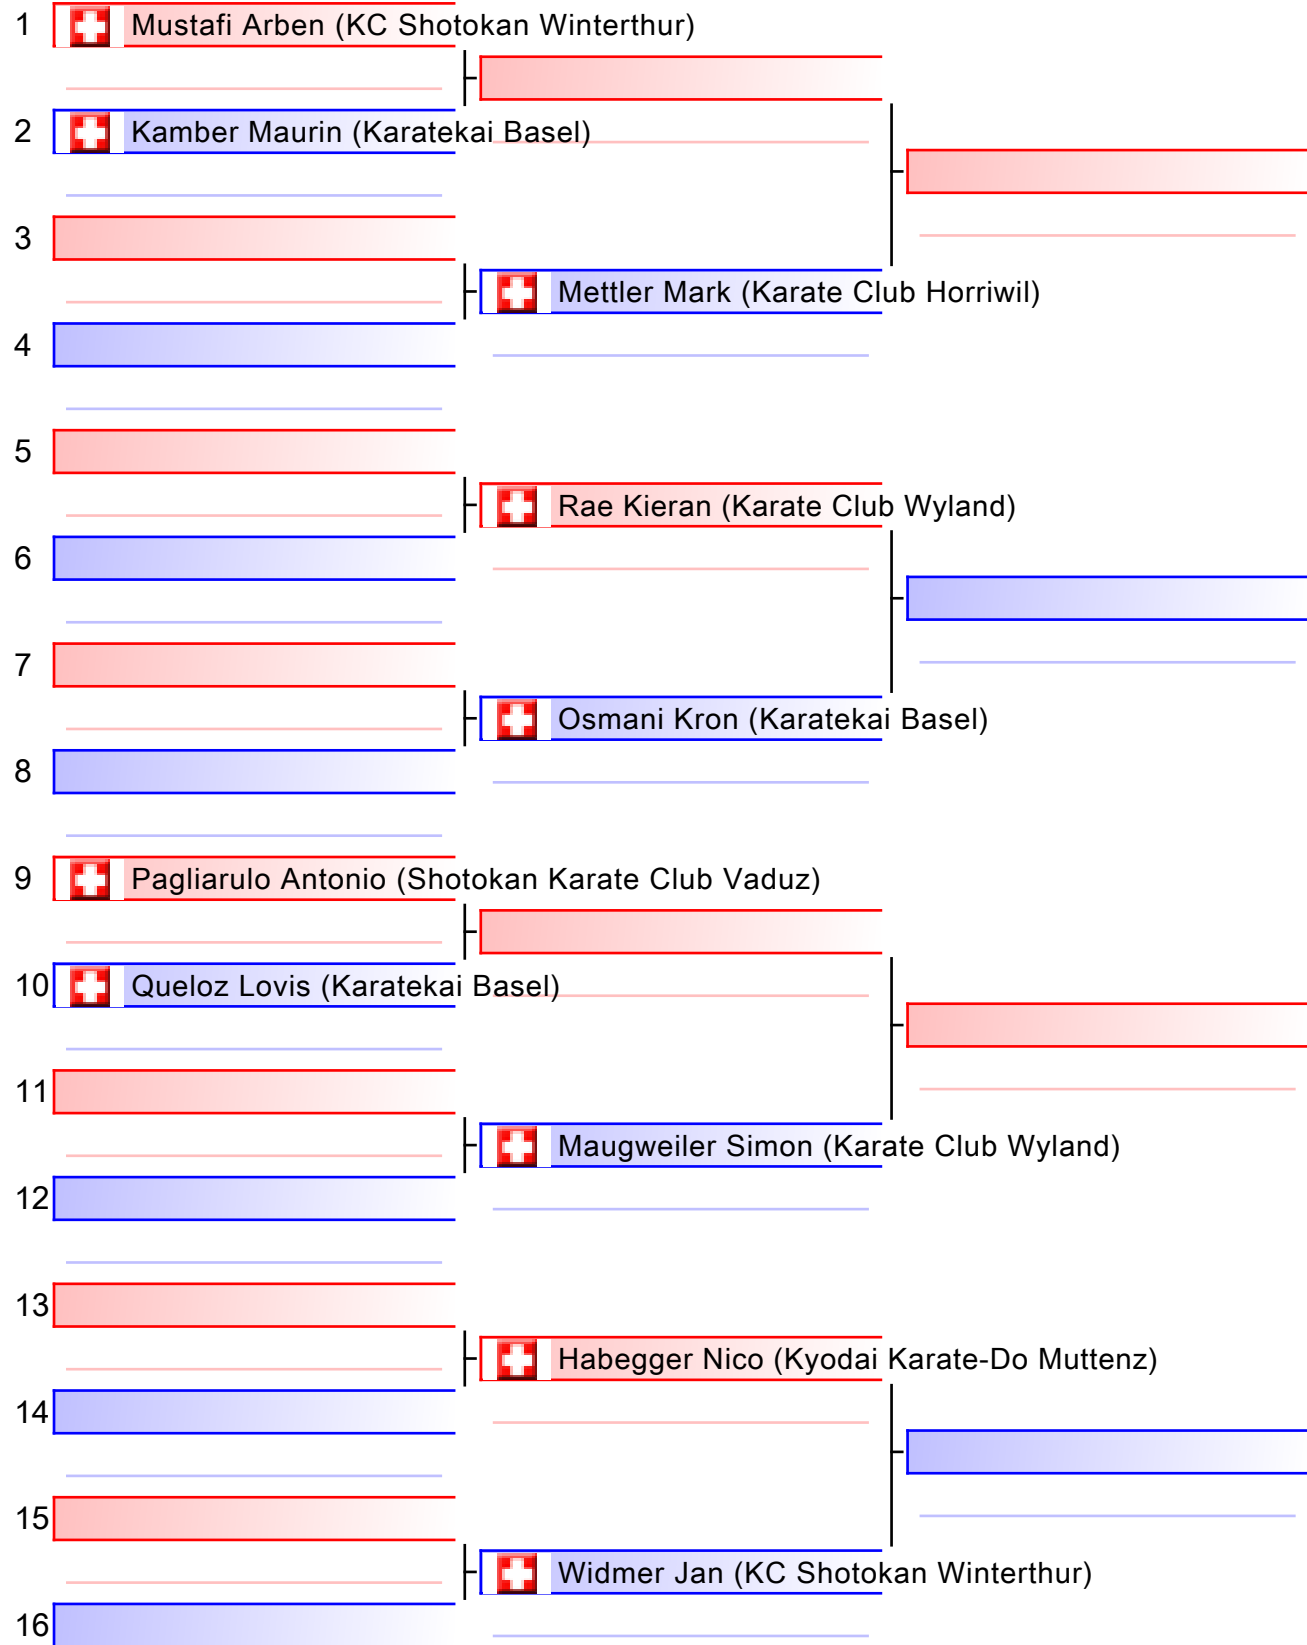 1 Mustafi Arben (KC Shotokan Winterthur)
2 Kamber Maurin (Karatekai Basel)
3
Mettler Mark (Karate Club Horriwil)
4
5
Rae Kieran (Karate Club Wyland)
6
7
Osmani Kron (Karatekai Basel)
8
9 Pagliarulo Antonio (Shotokan Karate Club Vaduz)
10 Queloz Lovis (Karatekai Basel)
11
Maugweiler Simon (Karate Club Wyland)
12
13
Habegger Nico (Kyodai Karate-Do Muttenz)
14
15
Widmer Jan (KC Shotokan Winterthur)
16